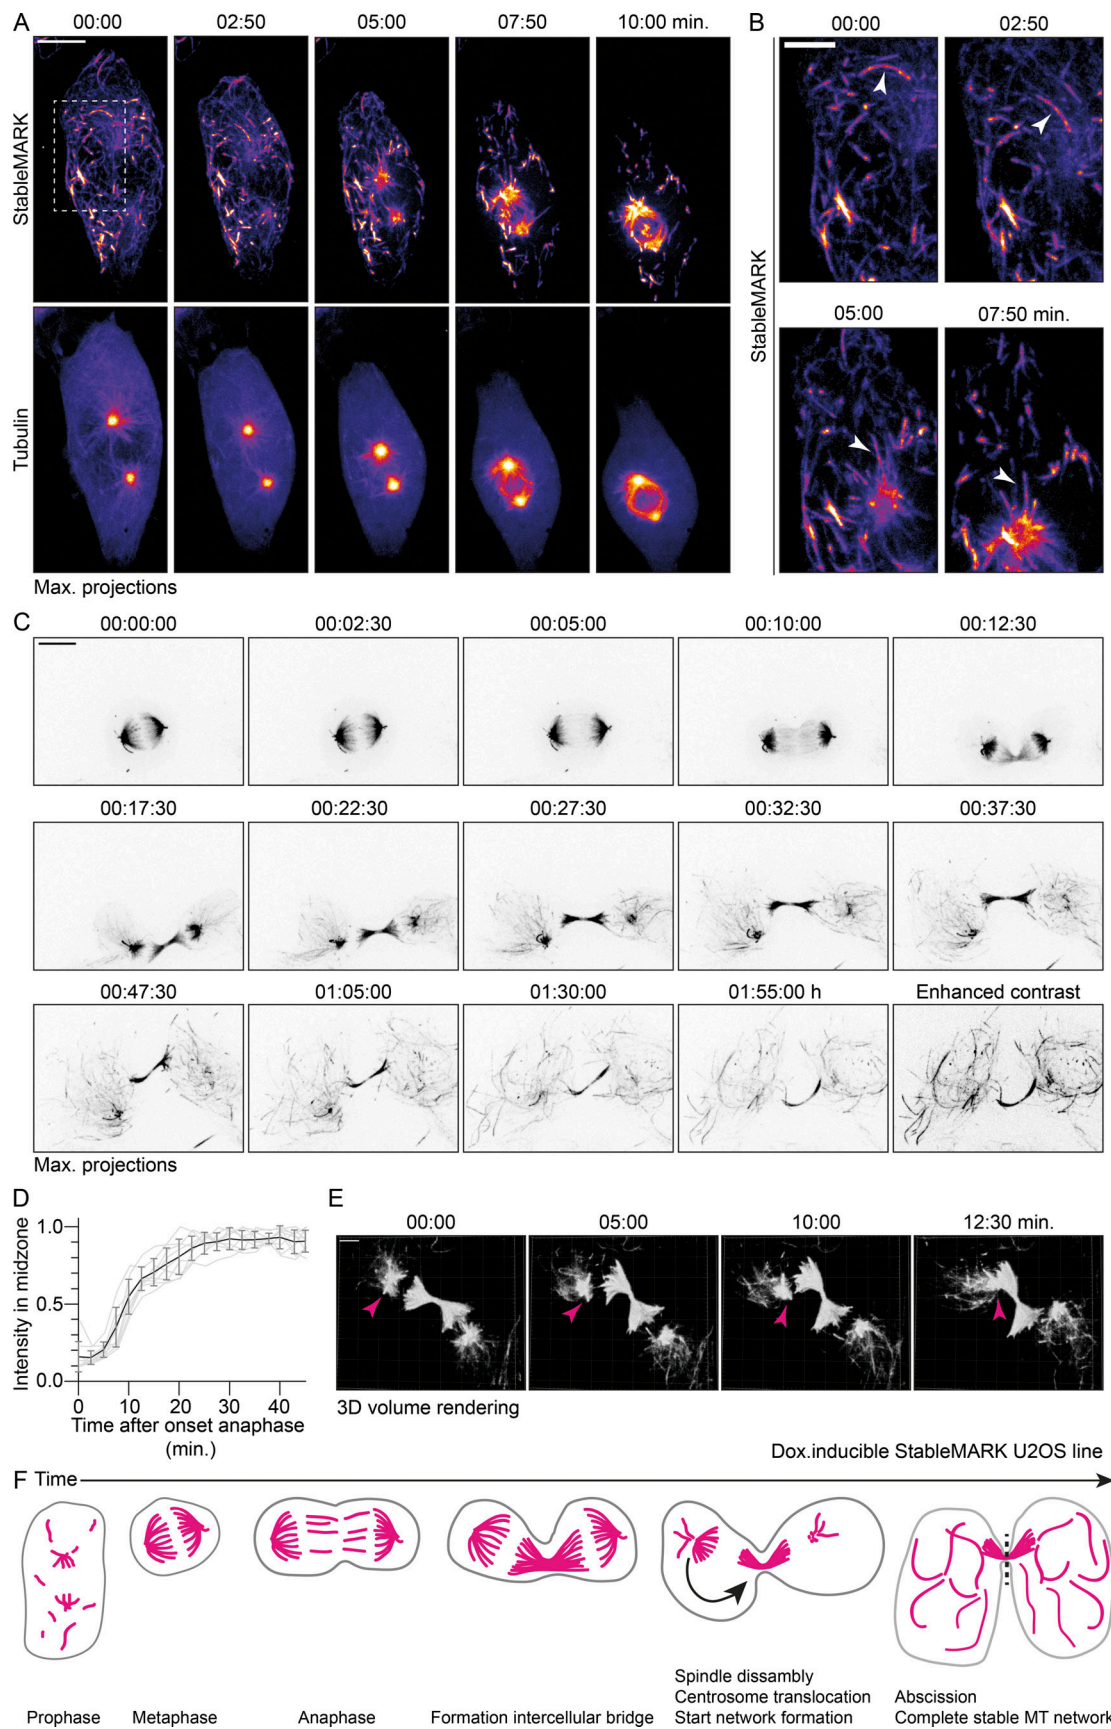 A
00:00 02:50 05:00 07:50 10:00 min.
StableMARK
Tubulin
Max. projections
B
00:00 02:50
StableMARK
05:00 07:50 min.
C
00:00:00 00:02:30 00:05:00 00:10:00 00:12:30
00:17:30 00:22:30 00:27:30 00:32:30 00:37:30
00:47:30 01:05:00 01:30:00 01:55:00 h Enhanced contrast
Max. projections
D
Intensity in midzone
1.0
0.5
0.0
0 10 20 30 40
Time after onset anaphase
(min.)
E
00:00 05:00 10:00 12:30 min.
3D volume rendering
Dox.inducible StableMARK U2OS line
F Time
Prophase
Metaphase
Anaphase
Formation intercellular bridge
Spindle dissambly
Centrosome translocation
Start network formation
Abscission
Complete stable MT network